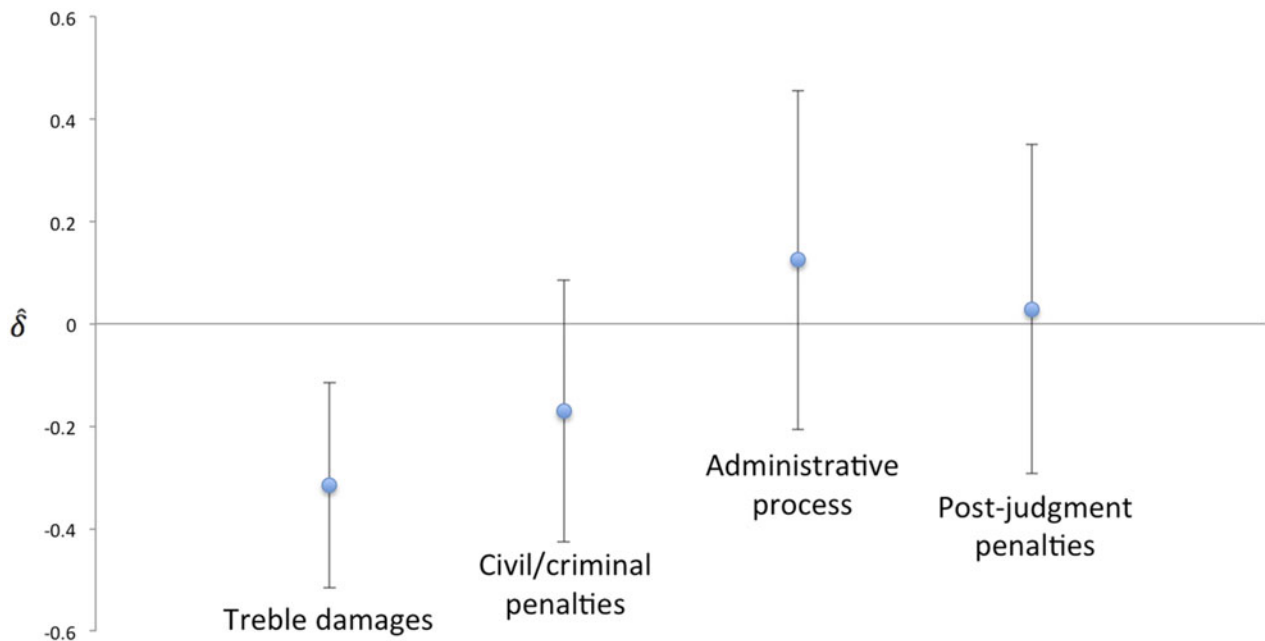 0.6
0.4
0.2
0
-0.2
-0.4
-0.6
δ̂
Treble damages
Civil/criminal
penalties
Administrative
process
Post-judgment
penalties